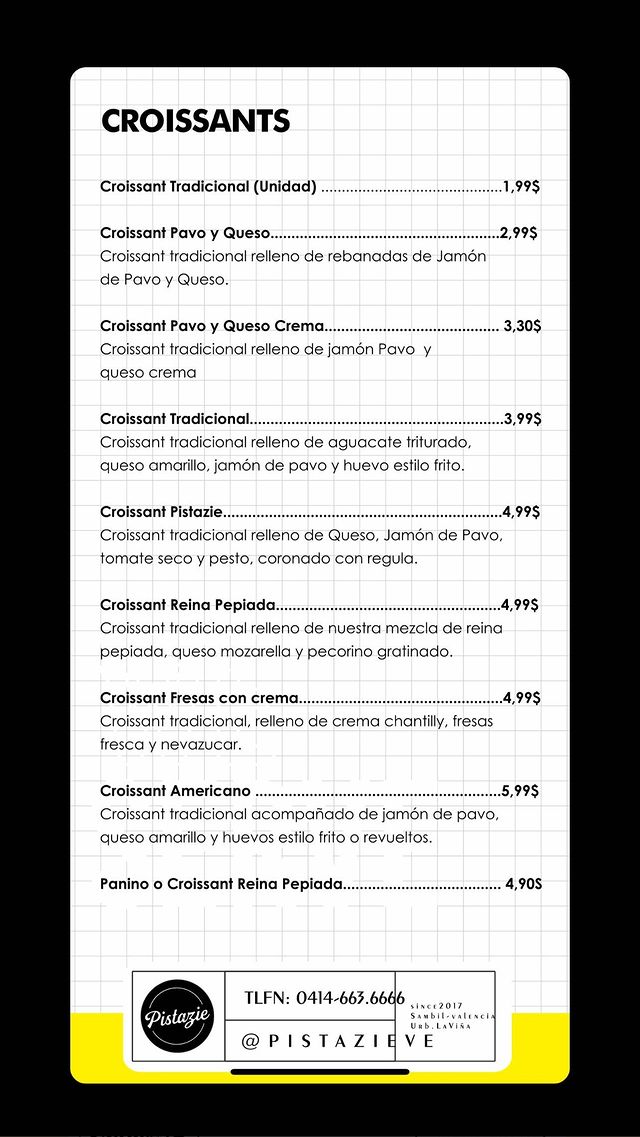 CROISSANTS
Croissant Tradicional (Unidad) ..........................................1,99$
Croissant Pavo y Queso.....................................................2,99$
Croissant tradicional relleno de rebanadas de Jamón
de Pavo y Queso.
Croissant Pavo y Queso Crema........................................ 3,30$
Croissant tradicional relleno de jamón Pavo y
queso crema
Croissant Tradicional...........................................................3,99$
Croissant tradicional relleno de aguacate triturado,
queso amarillo, jamón de pavo y huevo estilo frito.
Croissant Pistazie................................................................4,99$
Croissant tradicional relleno de Queso, Jamón de Pavo,
tomate seco y pesto, coronado con regula.
Croissant Reina Pepiada....................................................4,99$
Croissant tradicional relleno de nuestra mezcla de reina
pepiada, queso mozarella y pecorino gratinado.
Croissant Fresas con crema...............................................4,99$
Croissant tradicional, relleno de crema chantilly, fresas
fresca y nevazucar.
Croissant Americano .........................................................5,99$
Croissant tradicional acompañado de jamón de pavo,
queso amarillo y huevos estilo frito o revueltos.
Panino o Croissant Reina Pepiada.................................... 4,90$
Pistazie
TLFN: 0414-663.6666
@PISTAZIEVE
since2017
Sambil-valencia
Urb.LaViña